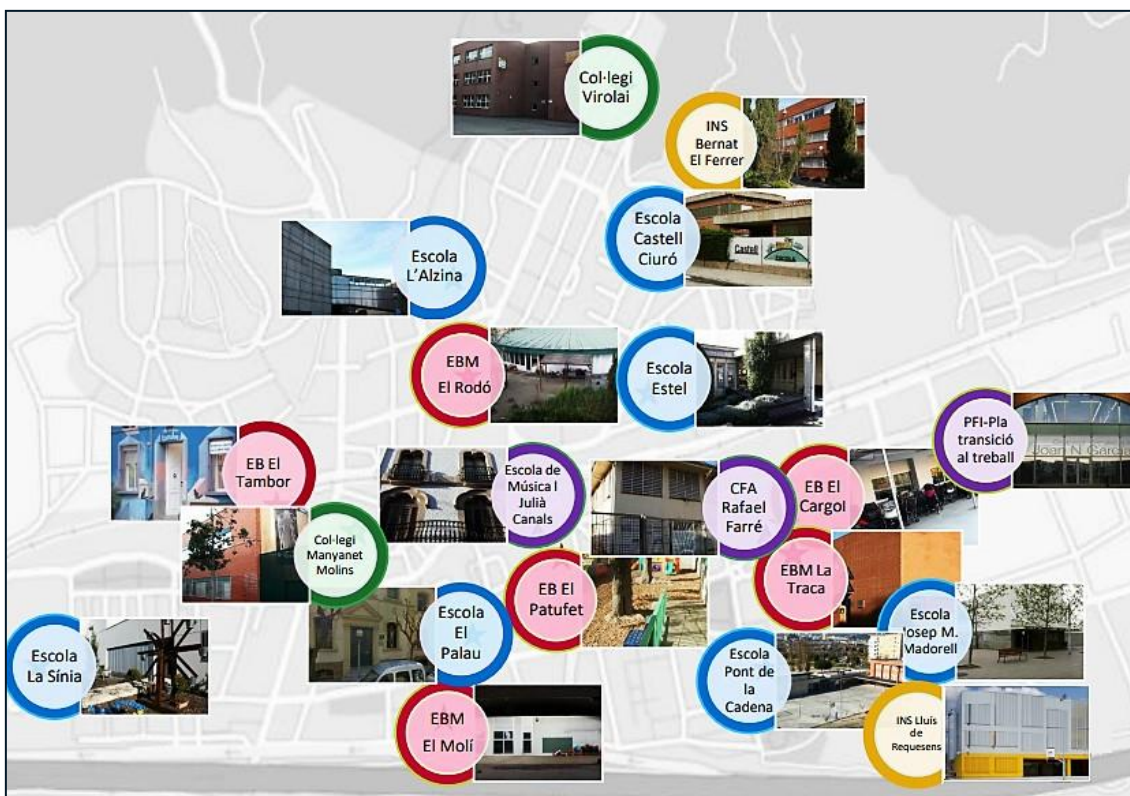 Col·legi
Virolai
INS
Bernat
El Ferrer
Escola
Castell
Ciuró
Castell
ESCOLA
Escola
L'Alzina
EBM
El Rodó
Escola
Estel
PFI-Pla
transició
al treball
Joan N García
EB El
Tambor
Escola de
Música l
Julià
Canals
CFA
Rafael
Farré
EB El
Cargol
Col·legi
Manyanet
Molins
EB El
Patufet
EBM La
Traca
Escola
El
Palau
Escola
Josep M.
Madorell
Escola
La Sínia
Escola
Pont de
la
Cadena
EBM
El Molí
INS Lluís
de
Requesens